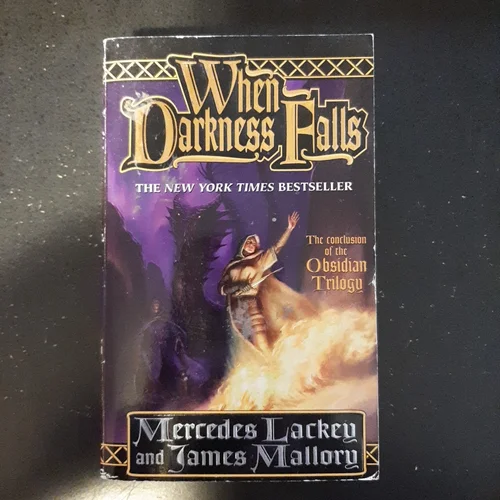 When
Darkness Falls
THE NEW YORK TIMES BESTSELLER
The conclusion
of the
Obsidian
Trilogy
Mercedes Lackey
and James Mallory